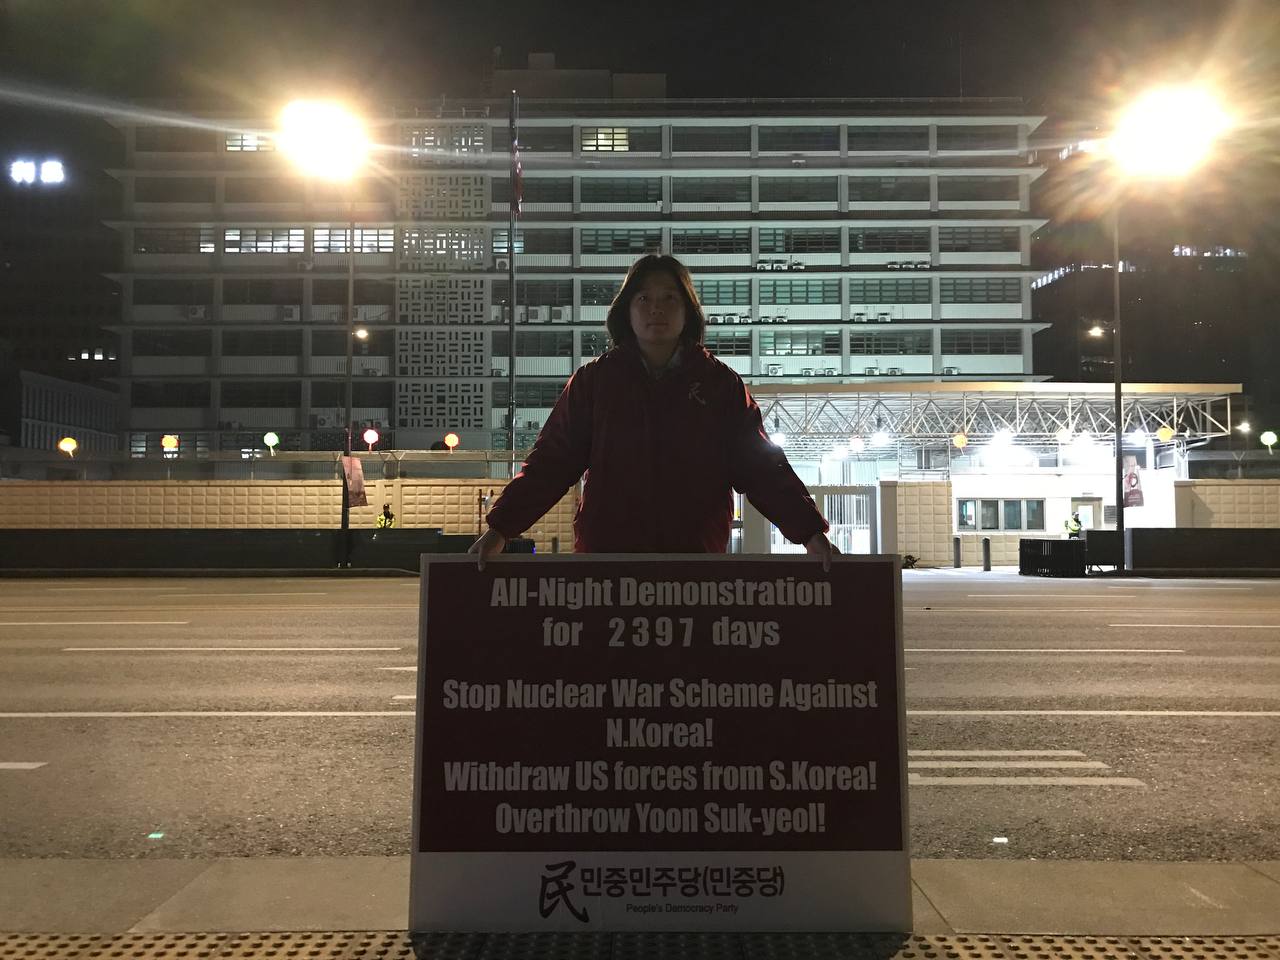 All-Night Demonstration
for 2397 days
Stop Nuclear War Scheme Against
N.Korea!
Withdraw US forces from S.Korea!
Overthrow Yoon Suk-yeol!
民 민중민주당(민중당)
People's Democracy Party